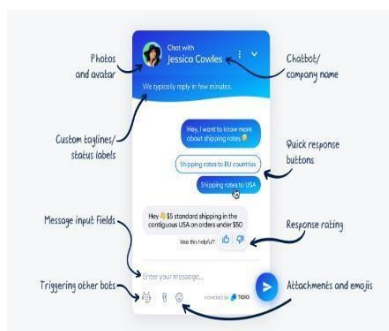 Photos
and avatar
Chat with
Jessica Cowles
Chatbot/
company name
We typically reply in few minutes.
Custom taglines/
status labels
Hey, I want to know more
about shipping rates
Shipping rates to EU countries
Shipping rates to USA
Quick response
buttons
Hey $5 standard shipping in the
contiguous USA on orders under $50
Was this helpful?
Response rating
Message input fields
Enter your message...
Triggering other bots
POWERED BY TIDIO
Attachments and emojis